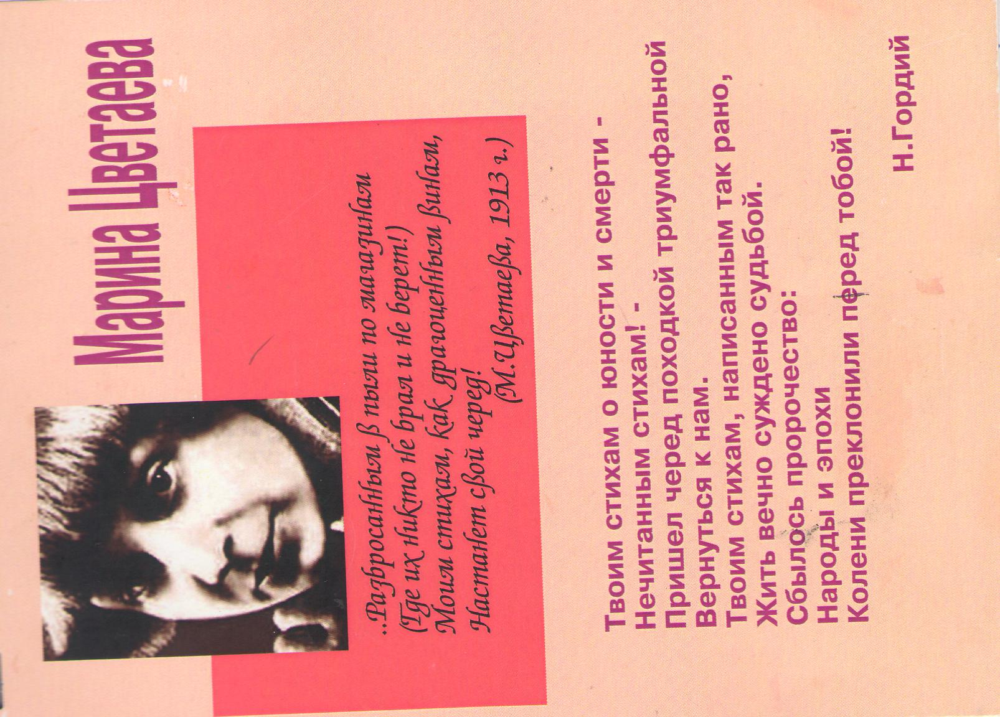 Марина Цветаева
..Разбросанным в пыли по магазинам
(Где их никто не брал и не берет!)
Моим стихам, как драгоценным винам,
Настанет свой черед!
(М.Цветаева, 1913 г.)
Твоим стихам о юности и смерти -
Нечитанным стихам! -
Пришел черед походкой триумфальной
Вернуться к нам.
Твоим стихам, написанным так рано,
Жить вечно суждено судьбой.
Сбылось пророчество:
Народы и эпохи
Колени преклонили перед тобой!
Н.Гордий